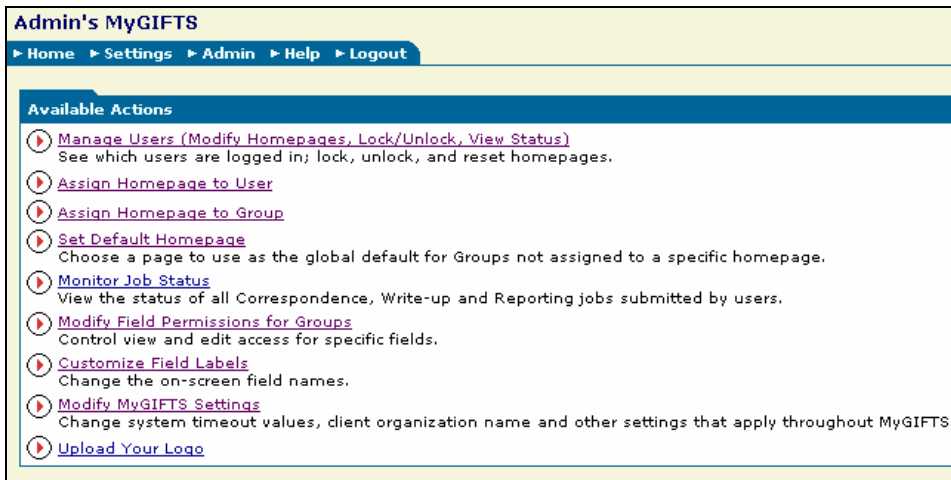 Admin's MyGIFTS
Home Settings Admin Help Logout
Available Actions
Manage Users (Modify Homepages, Lock/Unlock, View Status)
See which users are logged in; lock, unlock, and reset homepages.
Assign Homepage to User
Assign Homepage to Group
Set Default Homepage
Choose a page to use as the global default for Groups not assigned to a specific homepage.
Monitor Job Status
View the status of all Correspondence, Write-up and Reporting jobs submitted by users.
Modify Field Permissions for Groups
Control view and edit access for specific fields.
Customize Field Labels
Change the on-screen field names.
Modify MyGIFTS Settings
Change system timeout values, client organization name and other settings that apply throughout MyGIFTS
Upload Your Logo